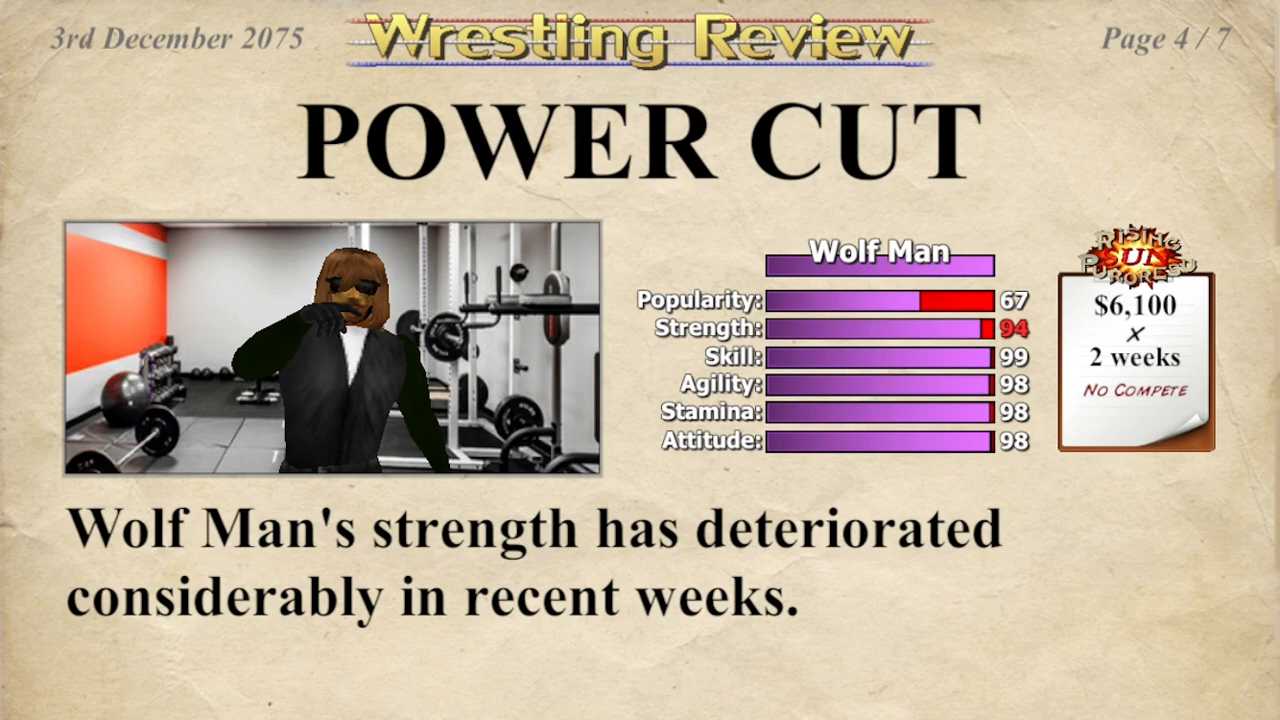 3rd December 2075
Wrestling Review
Page 4 / 7
POWER CUT
Wolf Man
Popularity: 67
Strength: 94
Skill: 99
Agility: 98
Stamina: 98
Attitude: 98
RISING
SUN
PURORESU
$6,100
x
2 weeks
No Compete
Wolf Man's strength has deteriorated
considerably in recent weeks.